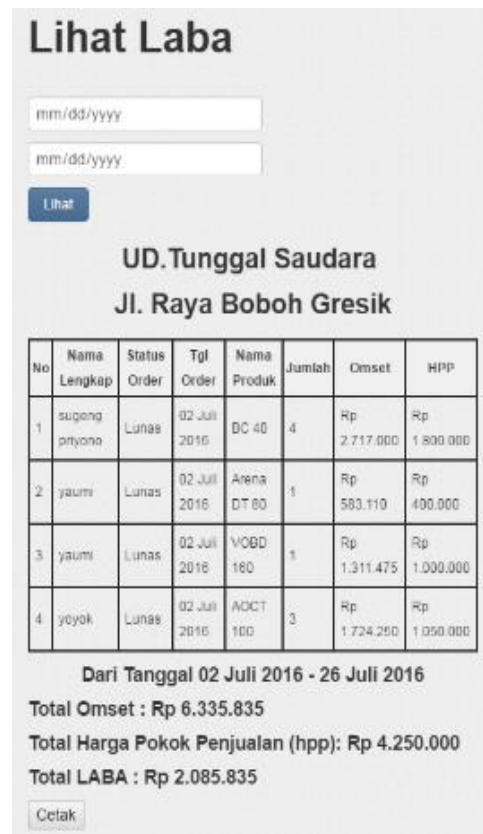 Lihat Laba
mm/dd/yyyy
mm/dd/yyyy
Lihat
UD.Tunggal Saudara
Jl. Raya Boboh Gresik
No Nama Lengkap Status Order Tgl Order Nama Produk Jumlah Omset HPP
1 sugeng priyono Lunas 02 Juli 2016 BC 40 4 Rp 2.717.000 Rp 1.800.000
2 yaumi Lunas 02 Juli 2016 Arena DT 80 1 Rp 583.110 Rp 400.000
3 yaumi Lunas 02 Juli 2016 VOBD 160 1 Rp 1.311.475 Rp 1.000.000
4 yoyok Lunas 02 Juli 2016 AOCT 100 3 Rp 1.724.250 Rp 1.050.000
Dari Tanggal 02 Juli 2016 - 26 Juli 2016
Total Omset : Rp 6.335.835
Total Harga Pokok Penjualan (hpp): Rp 4.250.000
Total LABA : Rp 2.085.835
Cetak